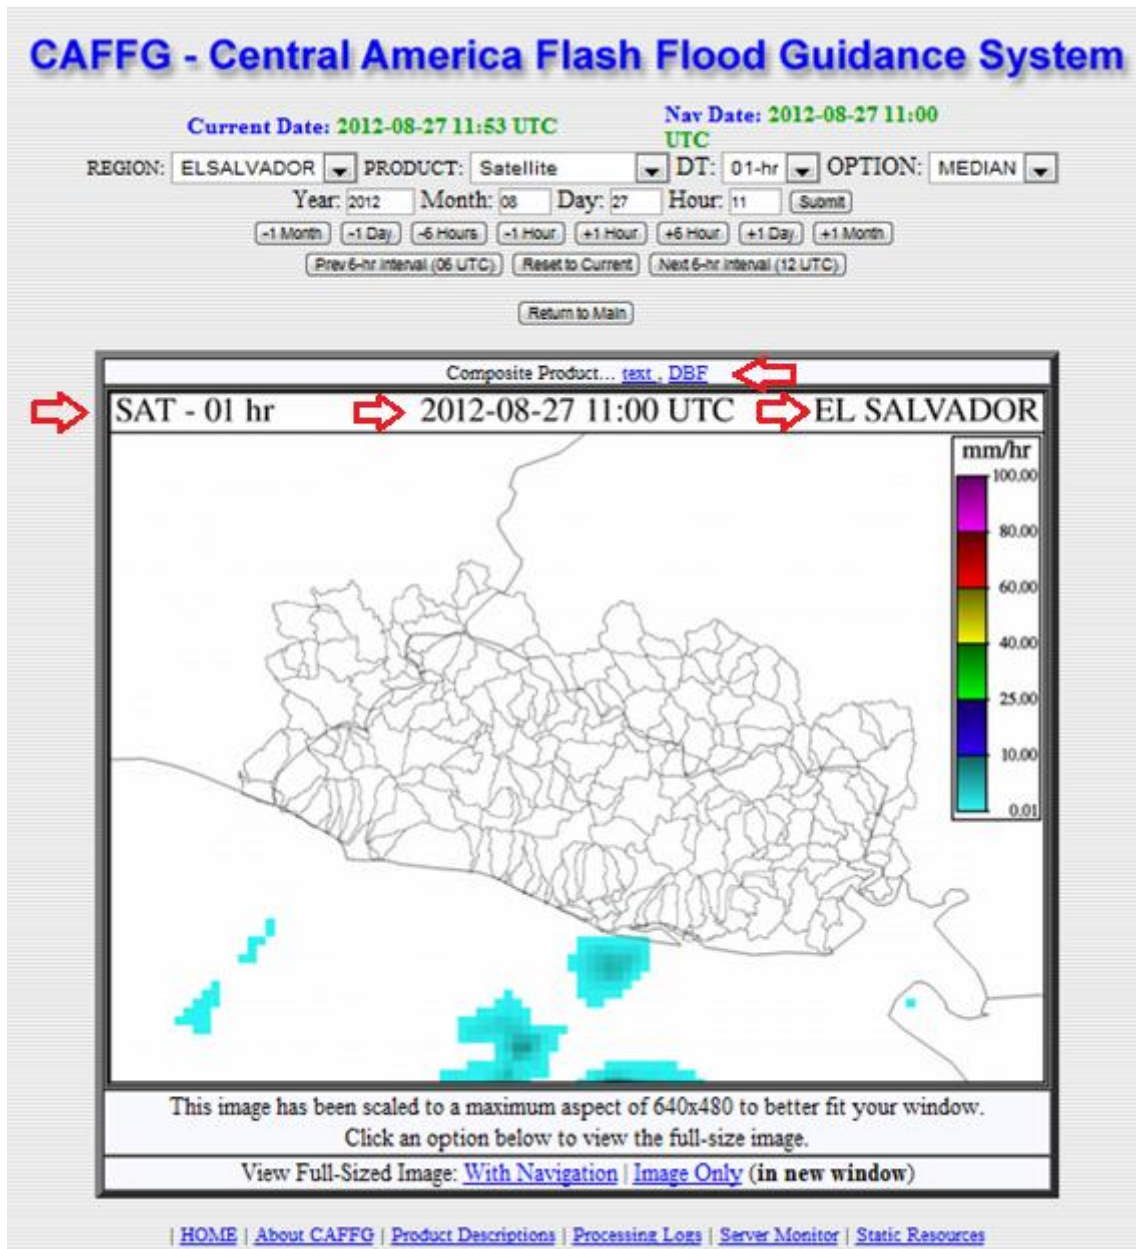 CAFFG - Central America Flash Flood Guidance System
Current Date: 2012-08-27 11:53 UTC
Nav Date: 2012-08-27 11:00
UTC
REGION: ELSALVADOR PRODUCT: Satellite DT: 01-hr OPTION: MEDIAN
Year: 2012 Month: 08 Day: 27 Hour: 11 Submit
-1 Month -1 Day -6 Hours -1 Hour +1 Hour +6 Hour +1 Day +1 Month
Prev 6-hr Interval (06 UTC) Reset to Current Next 6-hr Interval (12 UTC)
Return to Main
Composite Product... text , DBF
SAT - 01 hr 2012-08-27 11:00 UTC EL SALVADOR
mm/hr
100.00
80.00
60.00
40.00
25.00
10.00
0.01
This image has been scaled to a maximum aspect of 640x480 to better fit your window.
Click an option below to view the full-size image.
View Full-Sized Image: With Navigation | Image Only (in new window)
| HOME | About CAFFG | Product Descriptions | Processing Logs | Server Monitor | Static Resources